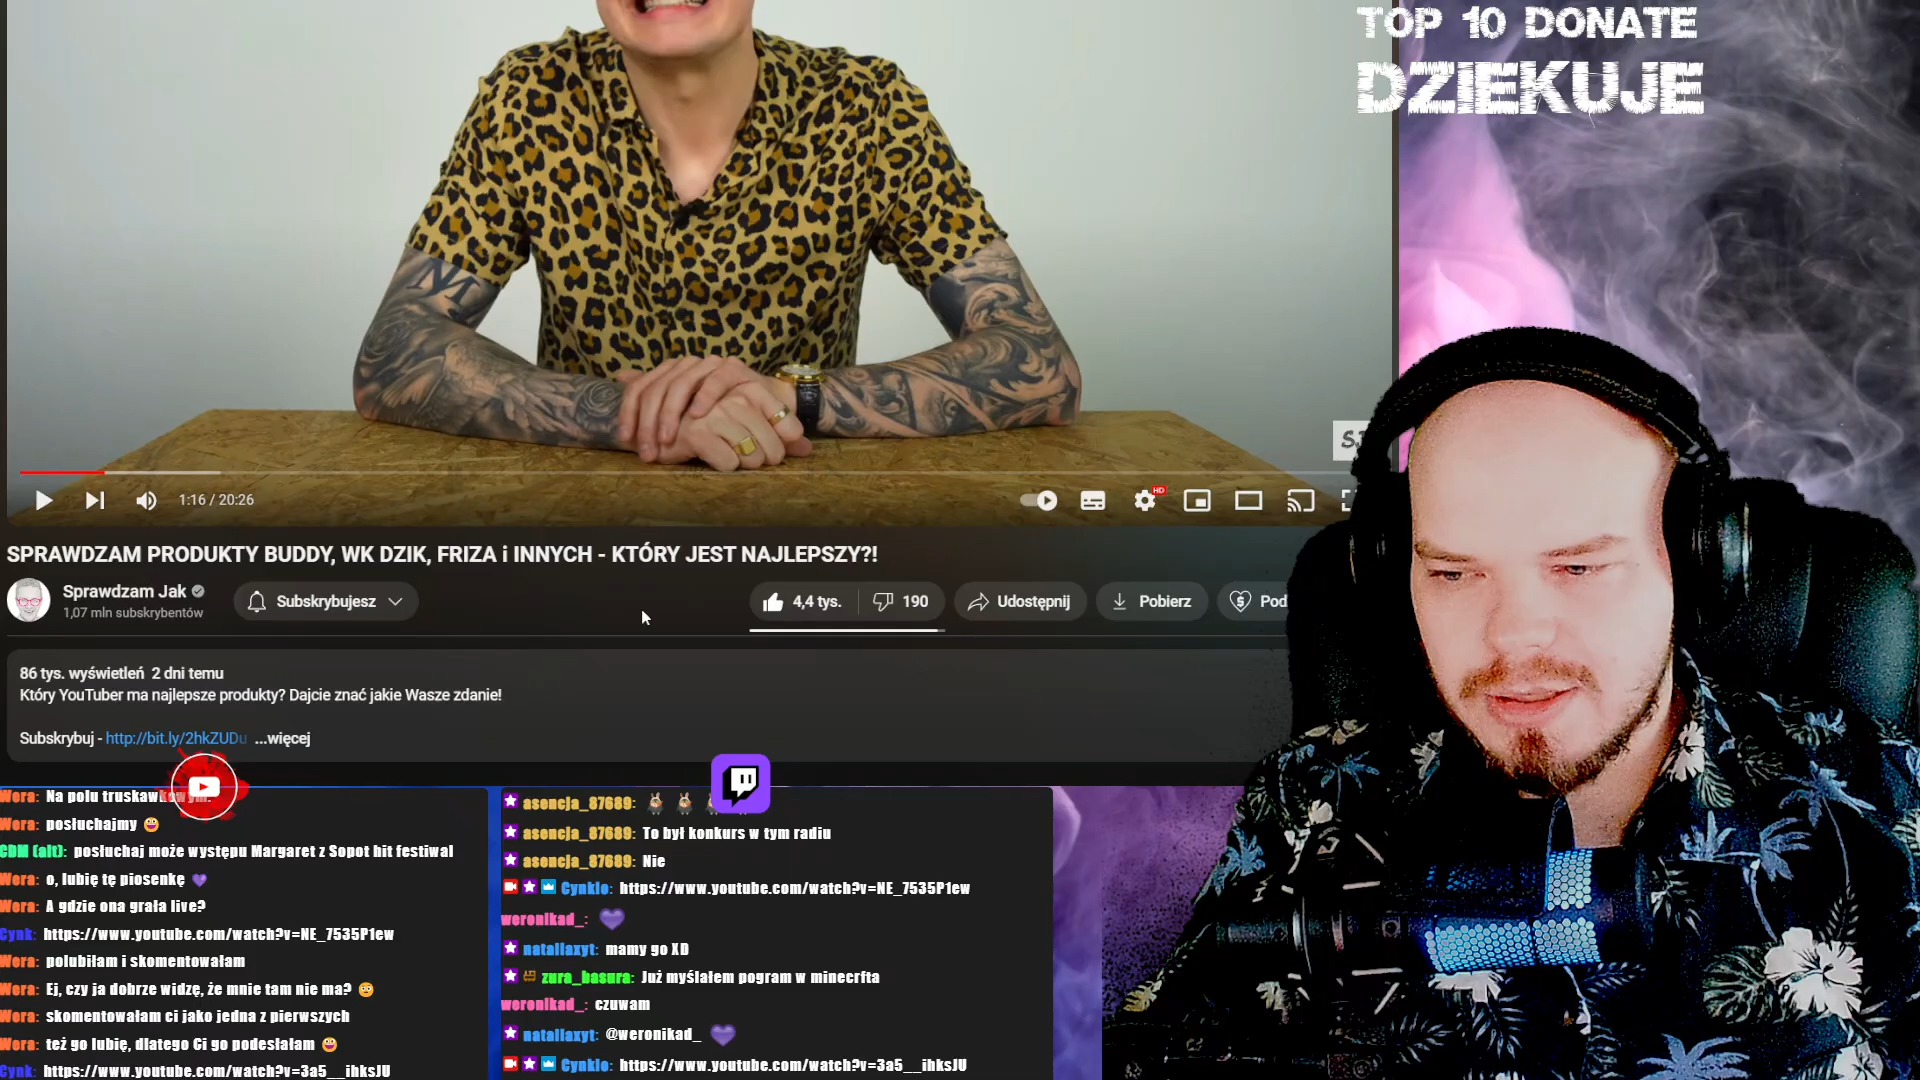 TOP 10 DONATE
DZIEKUJE
1:16 / 20:26
HD
SPRAWDZAM PRODUKTY BUDDY, WK DZIK, FRIZA i INNYCH - KTÓRY JEST NAJLEPSZY?!
Sprawdzam Jak
1,07 mln subskrybentów
Subskrybujesz
4,4 tys.
190
Udostępnij
Pobierz
86 tys. wyświetleń 2 dni temu
Który YouTuber ma najlepsze produkty? Dajcie znać jakie Wasze zdanie!
Subskrybuj - http://bit.ly/2hkZUDu ...więcej
Wera: Na polu truskawkowym.
Wera: posłuchajmy
CDM (alt): posłuchaj może występu Margaret z Sopot hit festiwal
Wera: o, lubię tę piosenkę
Wera: A gdzie ona grała live?
Cynk: https://www.youtube.com/watch?v=NE_7535P1ew
Wera: polubiłam i skomentowałam
Wera: Ej, czy ja dobrze widzę, że mnie tam nie ma?
Wera: skomentowałam ci jako jedna z pierwszych
Wera: też go lubię, dlatego Ci go podesłałam
Cynk: https://www.youtube.com/watch?v=3a5__ihksJU
asencja_87689:
asencja_87689: To był konkurs w tym radiu
asencja_87689: Nie
Cynklo: https://www.youtube.com/watch?v=NE_7535P1ew
weronikad_:
nataliaxyt: mamy go XD
zura_basura: Już myślałem pogram w minecrfta
weronikad_: czuwam
nataliaxyt: @weronikad_
Cynklo: https://www.youtube.com/watch?v=3a5__ihksJU